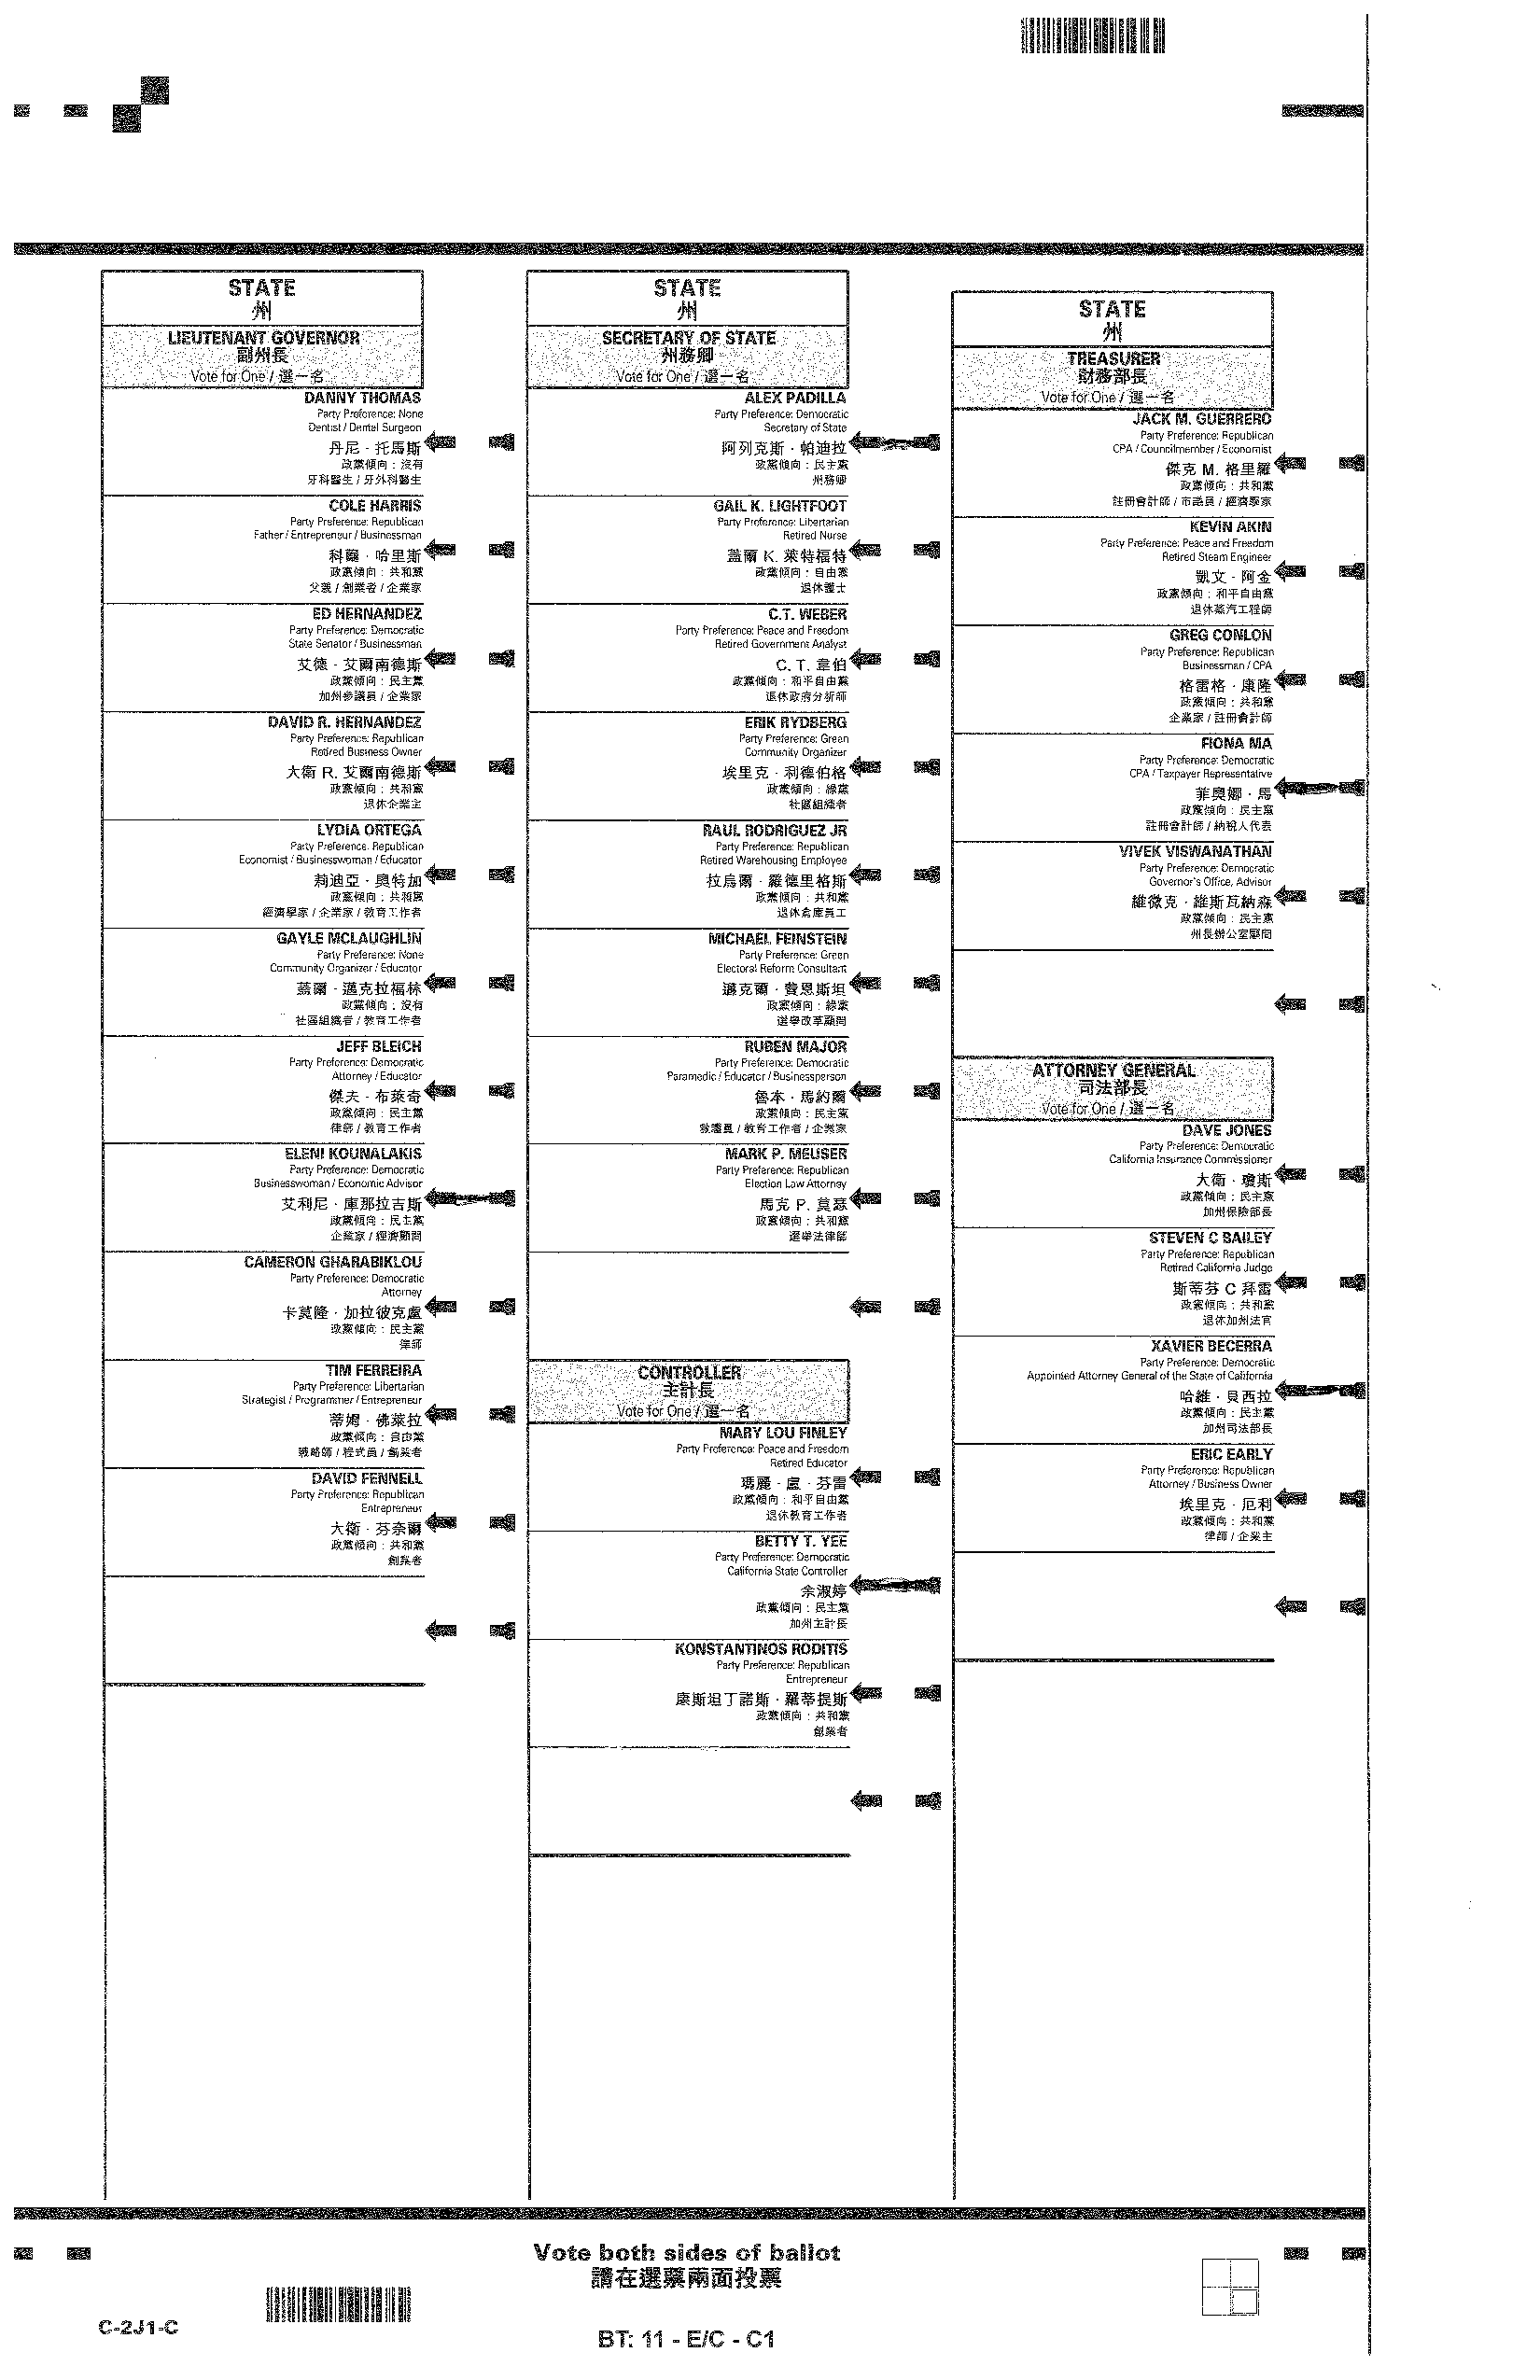 STATE
州
LIEUTENANT GOVERNOR
副州長
Vote for One / 選一名
DANNY THOMAS
Party Preference: None
Dentist / Dental Surgeon
丹尼 · 托馬斯
政黨傾向：沒有
牙科醫生 / 牙外科醫生
COLE HARRIS
Party Preference: Republican
Father / Entrepreneur / Businessman
科爾 · 哈里斯
政黨傾向：共和黨
父親 / 創業者 / 企業家
ED HERNANDEZ
Party Preference: Democratic
State Senator / Businessman
艾德 · 艾爾南德斯
政黨傾向：民主黨
加州參議員 / 企業家
DAVID R. HERNANDEZ
Party Preference: Republican
Retired Business Owner
大衛 R. 艾爾南德斯
政黨傾向：共和黨
退休企業主
LYDIA ORTEGA
Party Preference: Republican
Economist / Businesswoman / Educator
莉迪亞 · 奧特加
政黨傾向：共和黨
經濟學家 / 企業家 / 教育工作者
GAYLE MCLAUGHLIN
Party Preference: None
Community Organizer / Educator
蓋爾 · 邁克拉福林
政黨傾向：沒有
社區組織者 / 教育工作者
JEFF BLEICH
Party Preference: Democratic
Attorney / Educator
傑夫 · 布萊奇
政黨傾向：民主黨
律師 / 教育工作者
ELENI KOUNALAKIS
Party Preference: Democratic
Businesswoman / Economic Advisor
艾利尼 · 庫那拉吉斯
政黨傾向：民主黨
企業家 / 經濟顧問
CAMERON GHARABIKLOU
Party Preference: Democratic
Attorney
卡莫隆 · 加拉彼克盧
政黨傾向：民主黨
律師
TIM FERREIRA
Party Preference: Libertarian
Strategist / Programmer / Entrepreneur
蒂姆 · 佛萊拉
政黨傾向：自由黨
戰略師 / 程式員 / 創業者
DAVID FENNELL
Party Preference: Republican
Entrepreneur
大衛 · 芬奈爾
政黨傾向：共和黨
創業者
STATE
州
SECRETARY OF STATE
州務卿
Vote for One / 選一名
ALEX PADILLA
Party Preference: Democratic
Secretary of State
阿列克斯 · 帕迪拉
政黨傾向：民主黨
州務卿
GAIL K. LIGHTFOOT
Party Preference: Libertarian
Retired Nurse
蓋爾 K. 萊特福特
政黨傾向：自由黨
退休護士
C.T. WEBER
Party Preference: Peace and Freedom
Retired Government Analyst
C. T. 韋伯
政黨傾向：和平自由黨
退休政府分析師
ERIK RYDBERG
Party Preference: Green
Community Organizer
埃里克 · 利德伯格
政黨傾向：綠黨
社區組織者
RAUL RODRIGUEZ JR
Party Preference: Republican
Retired Warehousing Employee
拉烏爾 · 羅德里格斯
政黨傾向：共和黨
退休倉庫員工
MICHAEL FEINSTEIN
Party Preference: Green
Electoral Reform Consultant
邁克爾 · 費恩斯坦
政黨傾向：綠黨
選舉改革顧問
RUBEN MAJOR
Party Preference: Democratic
Paramedic / Educator / Businessperson
魯本 · 馬約爾
政黨傾向：民主黨
救護員 / 教育工作者 / 企業家
MARK P. MEUSER
Party Preference: Republican
Election Law Attorney
馬克 P. 莫瑟
政黨傾向：共和黨
選舉法律師
CONTROLLER
主計長
Vote for One / 選一名
MARY LOU FINLEY
Party Preference: Peace and Freedom
Retired Educator
瑪麗 · 盧 · 芬雷
政黨傾向：和平自由黨
退休教育工作者
BETTY T. YEE
Party Preference: Democratic
California State Controller
余淑婷
政黨傾向：民主黨
加州主計長
KONSTANTINOS RODITIS
Party Preference: Republican
Entrepreneur
康斯坦丁諾斯 · 羅蒂提斯
政黨傾向：共和黨
創業者
STATE
州
TREASURER
財務部長
Vote for One / 選一名
JACK M. GUERRERO
Party Preference: Republican
CPA / Councilmember / Economist
傑克 M. 格里羅
政黨傾向：共和黨
註冊會計師 / 市議員 / 經濟學家
KEVIN AKIN
Party Preference: Peace and Freedom
Retired Steam Engineer
凱文 · 阿金
政黨傾向：和平自由黨
退休蒸汽工程師
GREG CONLON
Party Preference: Republican
Businessman / CPA
格雷格 · 康隆
政黨傾向：共和黨
企業家 / 註冊會計師
FIONA MA
Party Preference: Democratic
CPA / Taxpayer Representative
菲奧娜 · 馬
政黨傾向：民主黨
註冊會計師 / 納稅人代表
VIVEK VISWANATHAN
Party Preference: Democratic
Governor's Office, Advisor
維微克 · 維斯瓦納森
政黨傾向：民主黨
州長辦公室顧問
ATTORNEY GENERAL
司法部長
Vote for One / 選一名
DAVE JONES
Party Preference: Democratic
California Insurance Commissioner
大衛 · 瓊斯
政黨傾向：民主黨
加州保險部長
STEVEN C BAILEY
Party Preference: Republican
Retired California Judge
斯蒂芬 C 拜雷
政黨傾向：共和黨
退休加州法官
XAVIER BECERRA
Party Preference: Democratic
Appointed Attorney General of the State of California
哈維 · 貝西拉
政黨傾向：民主黨
加州司法部長
ERIC EARLY
Party Preference: Republican
Attorney / Business Owner
埃里克 · 厄利
政黨傾向：共和黨
律師 / 企業主
Vote both sides of ballot
請在選票兩面投票
C-2J1-C
BT: 11 - E/C - C1